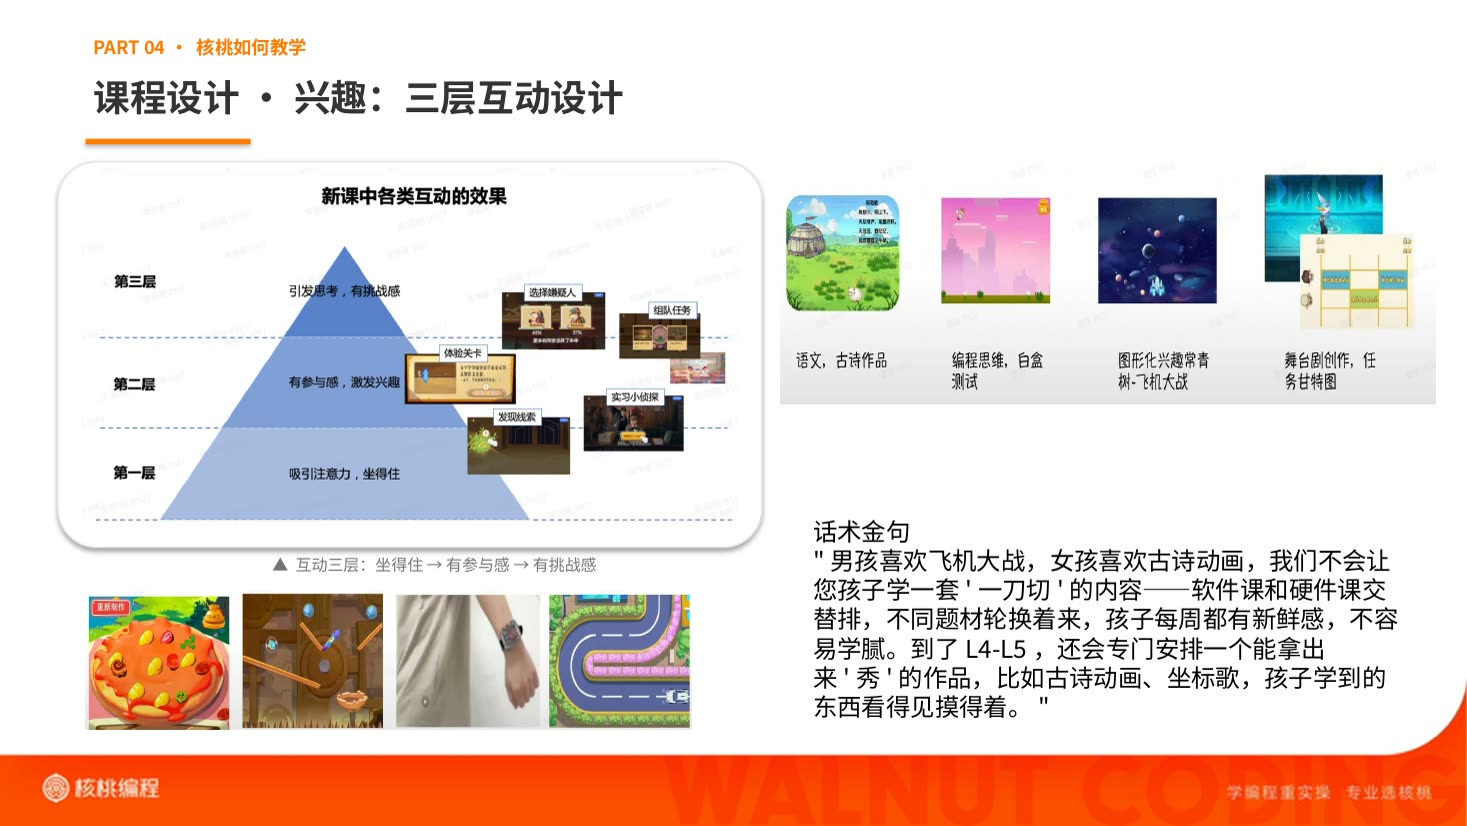 PART 04 • 核桃如何教学
课程设计 • 兴趣：三层互动设计
新课中各类互动的效果
第三层
引发思考，有挑战感
第二层
有参与感，激发兴趣
第一层
吸引注意力，坐得住
选择嫌疑人
组队任务
体验关卡
实习小侦探
发现线索
▲ 互动三层：坐得住→有参与感→有挑战感
重新制作
语文，古诗作品
编程思维，白盒
测试
图形化兴趣常青
树-飞机大战
舞台剧创作，任
务甘特图
话术金句
" 男孩喜欢飞机大战，女孩喜欢古诗动画，我们不会让
您孩子学一套 ' 一刀切 ' 的内容——软件课和硬件课交
替排，不同题材轮换着来，孩子每周都有新鲜感，不容
易学腻。到了 L4-L5 ，还会专门安排一个能拿出
来 ' 秀 ' 的作品，比如古诗动画、坐标歌，孩子学到的
东西看得见摸得着。 "
核桃编程
WALNUT CODING
学编程重实操 专业选核桃